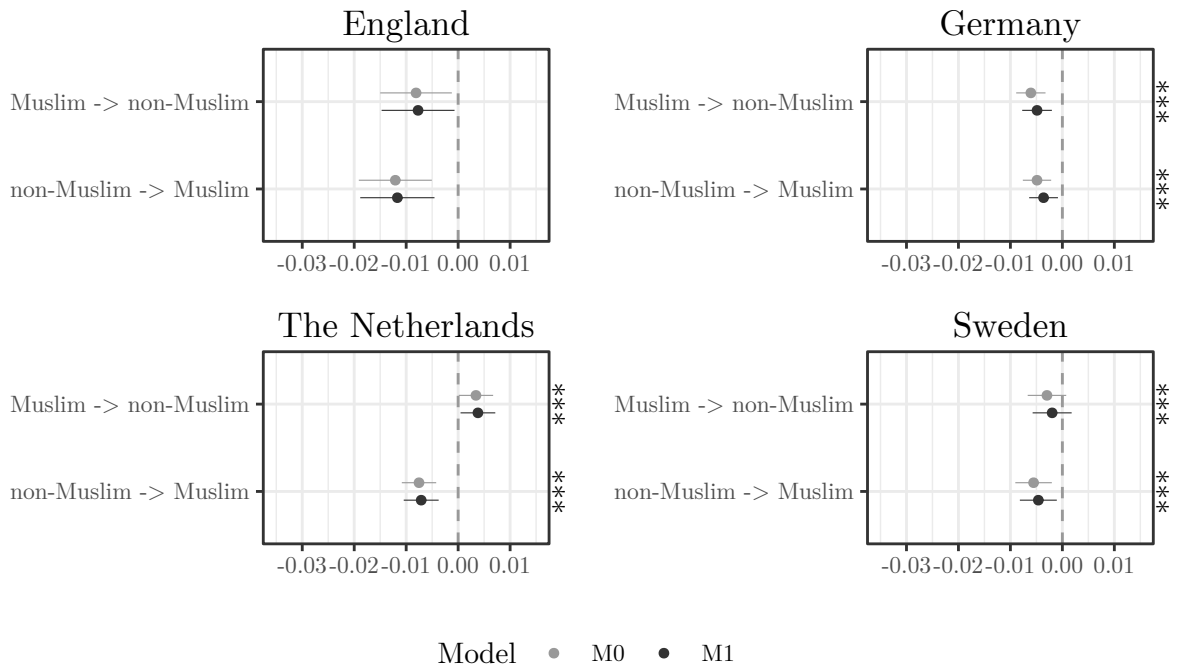 England
Muslim -> non-Muslim
non-Muslim -> Muslim
-0.03 -0.02 -0.01 0.00 0.01
Germany
Muslim -> non-Muslim
***
non-Muslim -> Muslim
***
-0.03 -0.02 -0.01 0.00 0.01
The Netherlands
Muslim -> non-Muslim
***
non-Muslim -> Muslim
***
-0.03 -0.02 -0.01 0.00 0.01
Sweden
Muslim -> non-Muslim
***
non-Muslim -> Muslim
***
-0.03 -0.02 -0.01 0.00 0.01
Model M0 M1